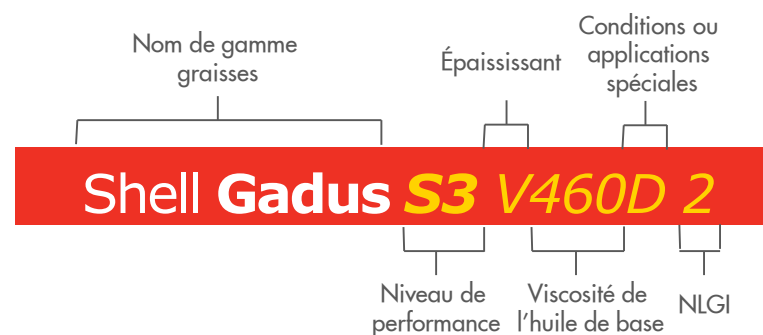 Nom de gamme
graisses
Épaississant
Conditions ou
applications
spéciales
Shell Gadus S3 V460D 2
Niveau de
performance
Viscosité de
l'huile de base
NLGI